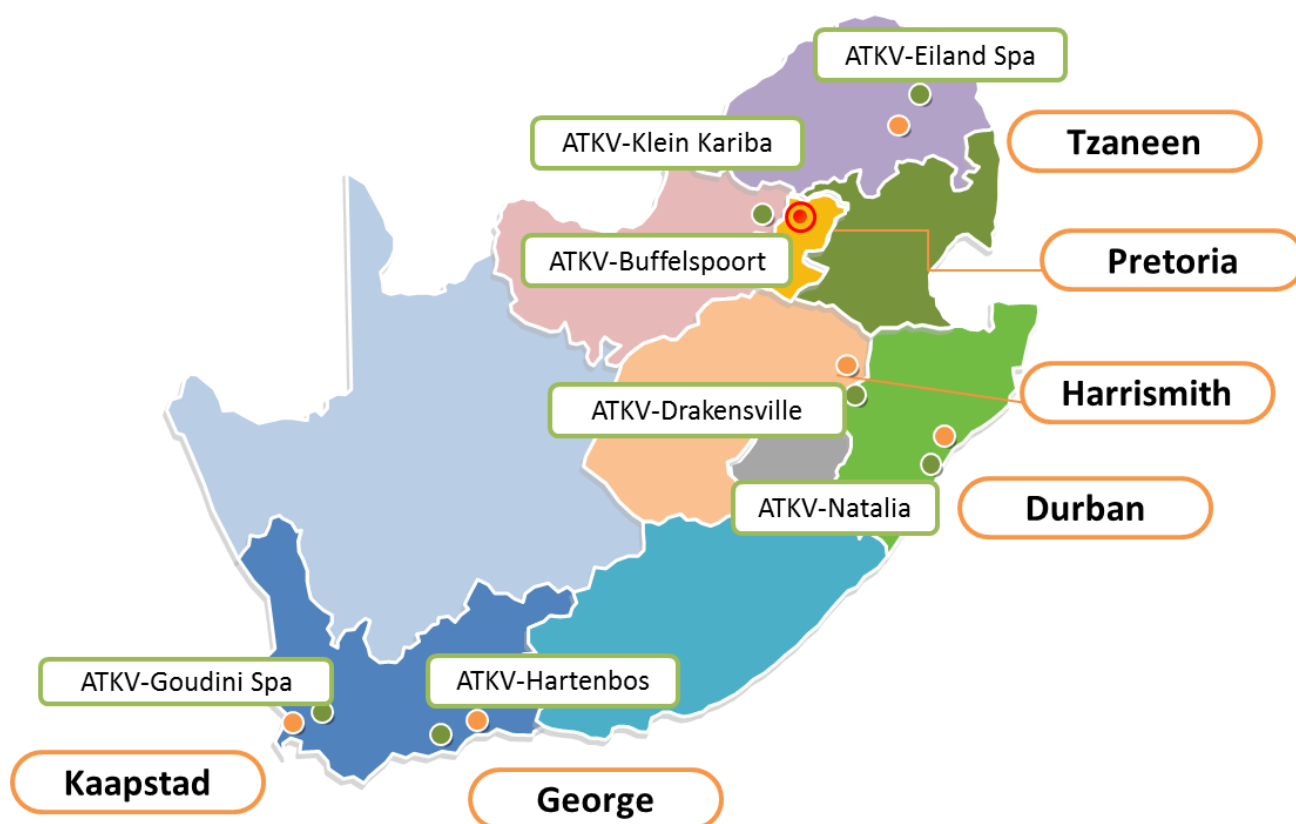 ATKV-Eiland Spa
ATKV-Klein Kariba
Tzaneen
ATKV-Buffelspoort
Pretoria
ATKV-Drakensville
Harrismith
ATKV-Natalia
Durban
ATKV-Goudini Spa
ATKV-Hartenbos
Kaapstad
George